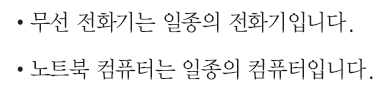 • 무선 전화기는 일종의 전화기입니다.
• 노트북 컴퓨터는 일종의 컴퓨터입니다.